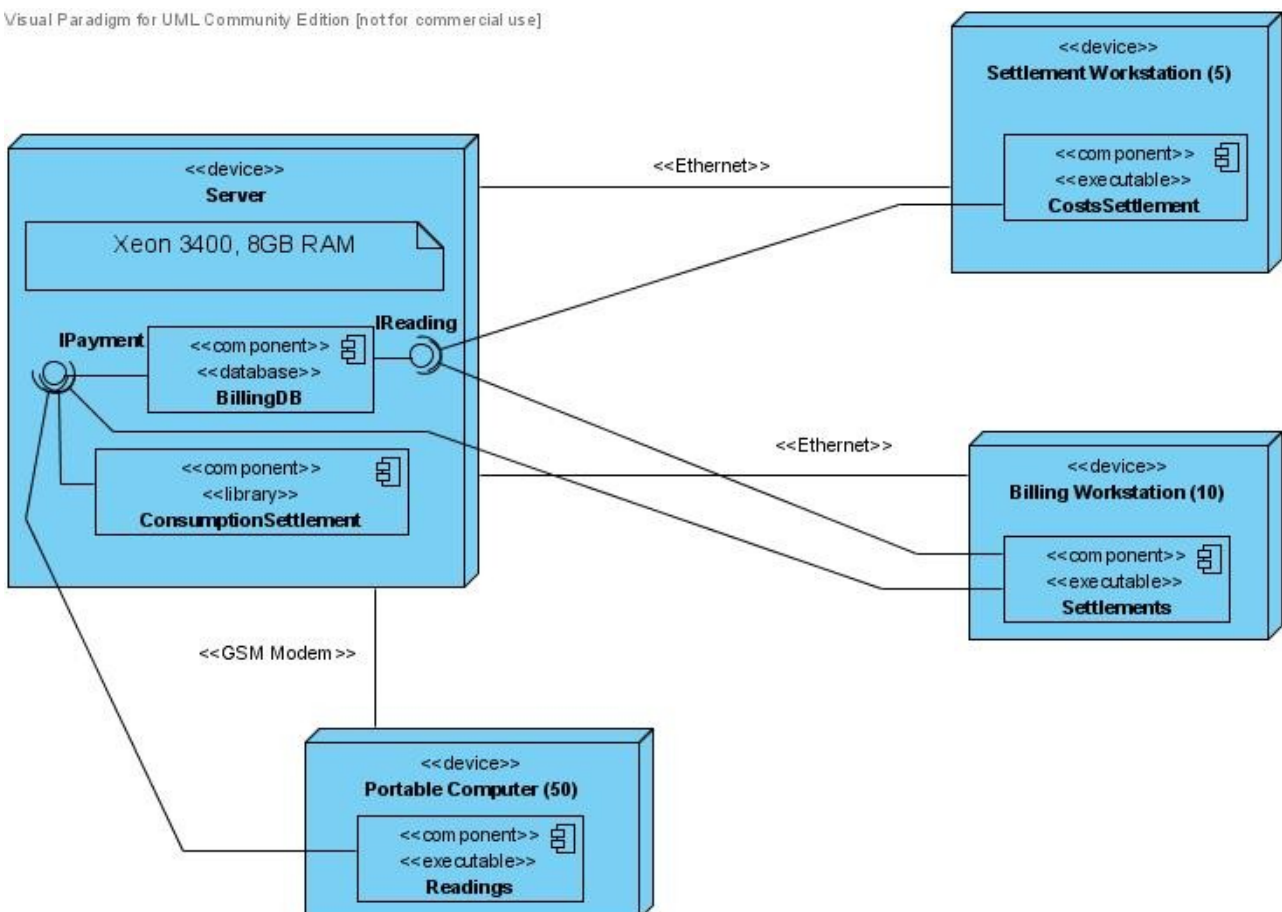 Visual Paradigm for UML Community Edition [not for commercial use]
<<device>>
Settlement Workstation (5)
<<component>>
<<executable>>
CostsSettlement
<<Ethernet>>
<<device>>
Server
Xeon 3400, 8GB RAM
IPayment
IReading
<<component>>
<<database>>
BillingDB
<<component>>
<<library>>
ConsumptionSettlement
<<Ethernet>>
<<device>>
Billing Workstation (10)
<<component>>
<<executable>>
Settlements
<<GSM Modem>>
<<device>>
Portable Computer (50)
<<component>>
<<executable>>
Readings